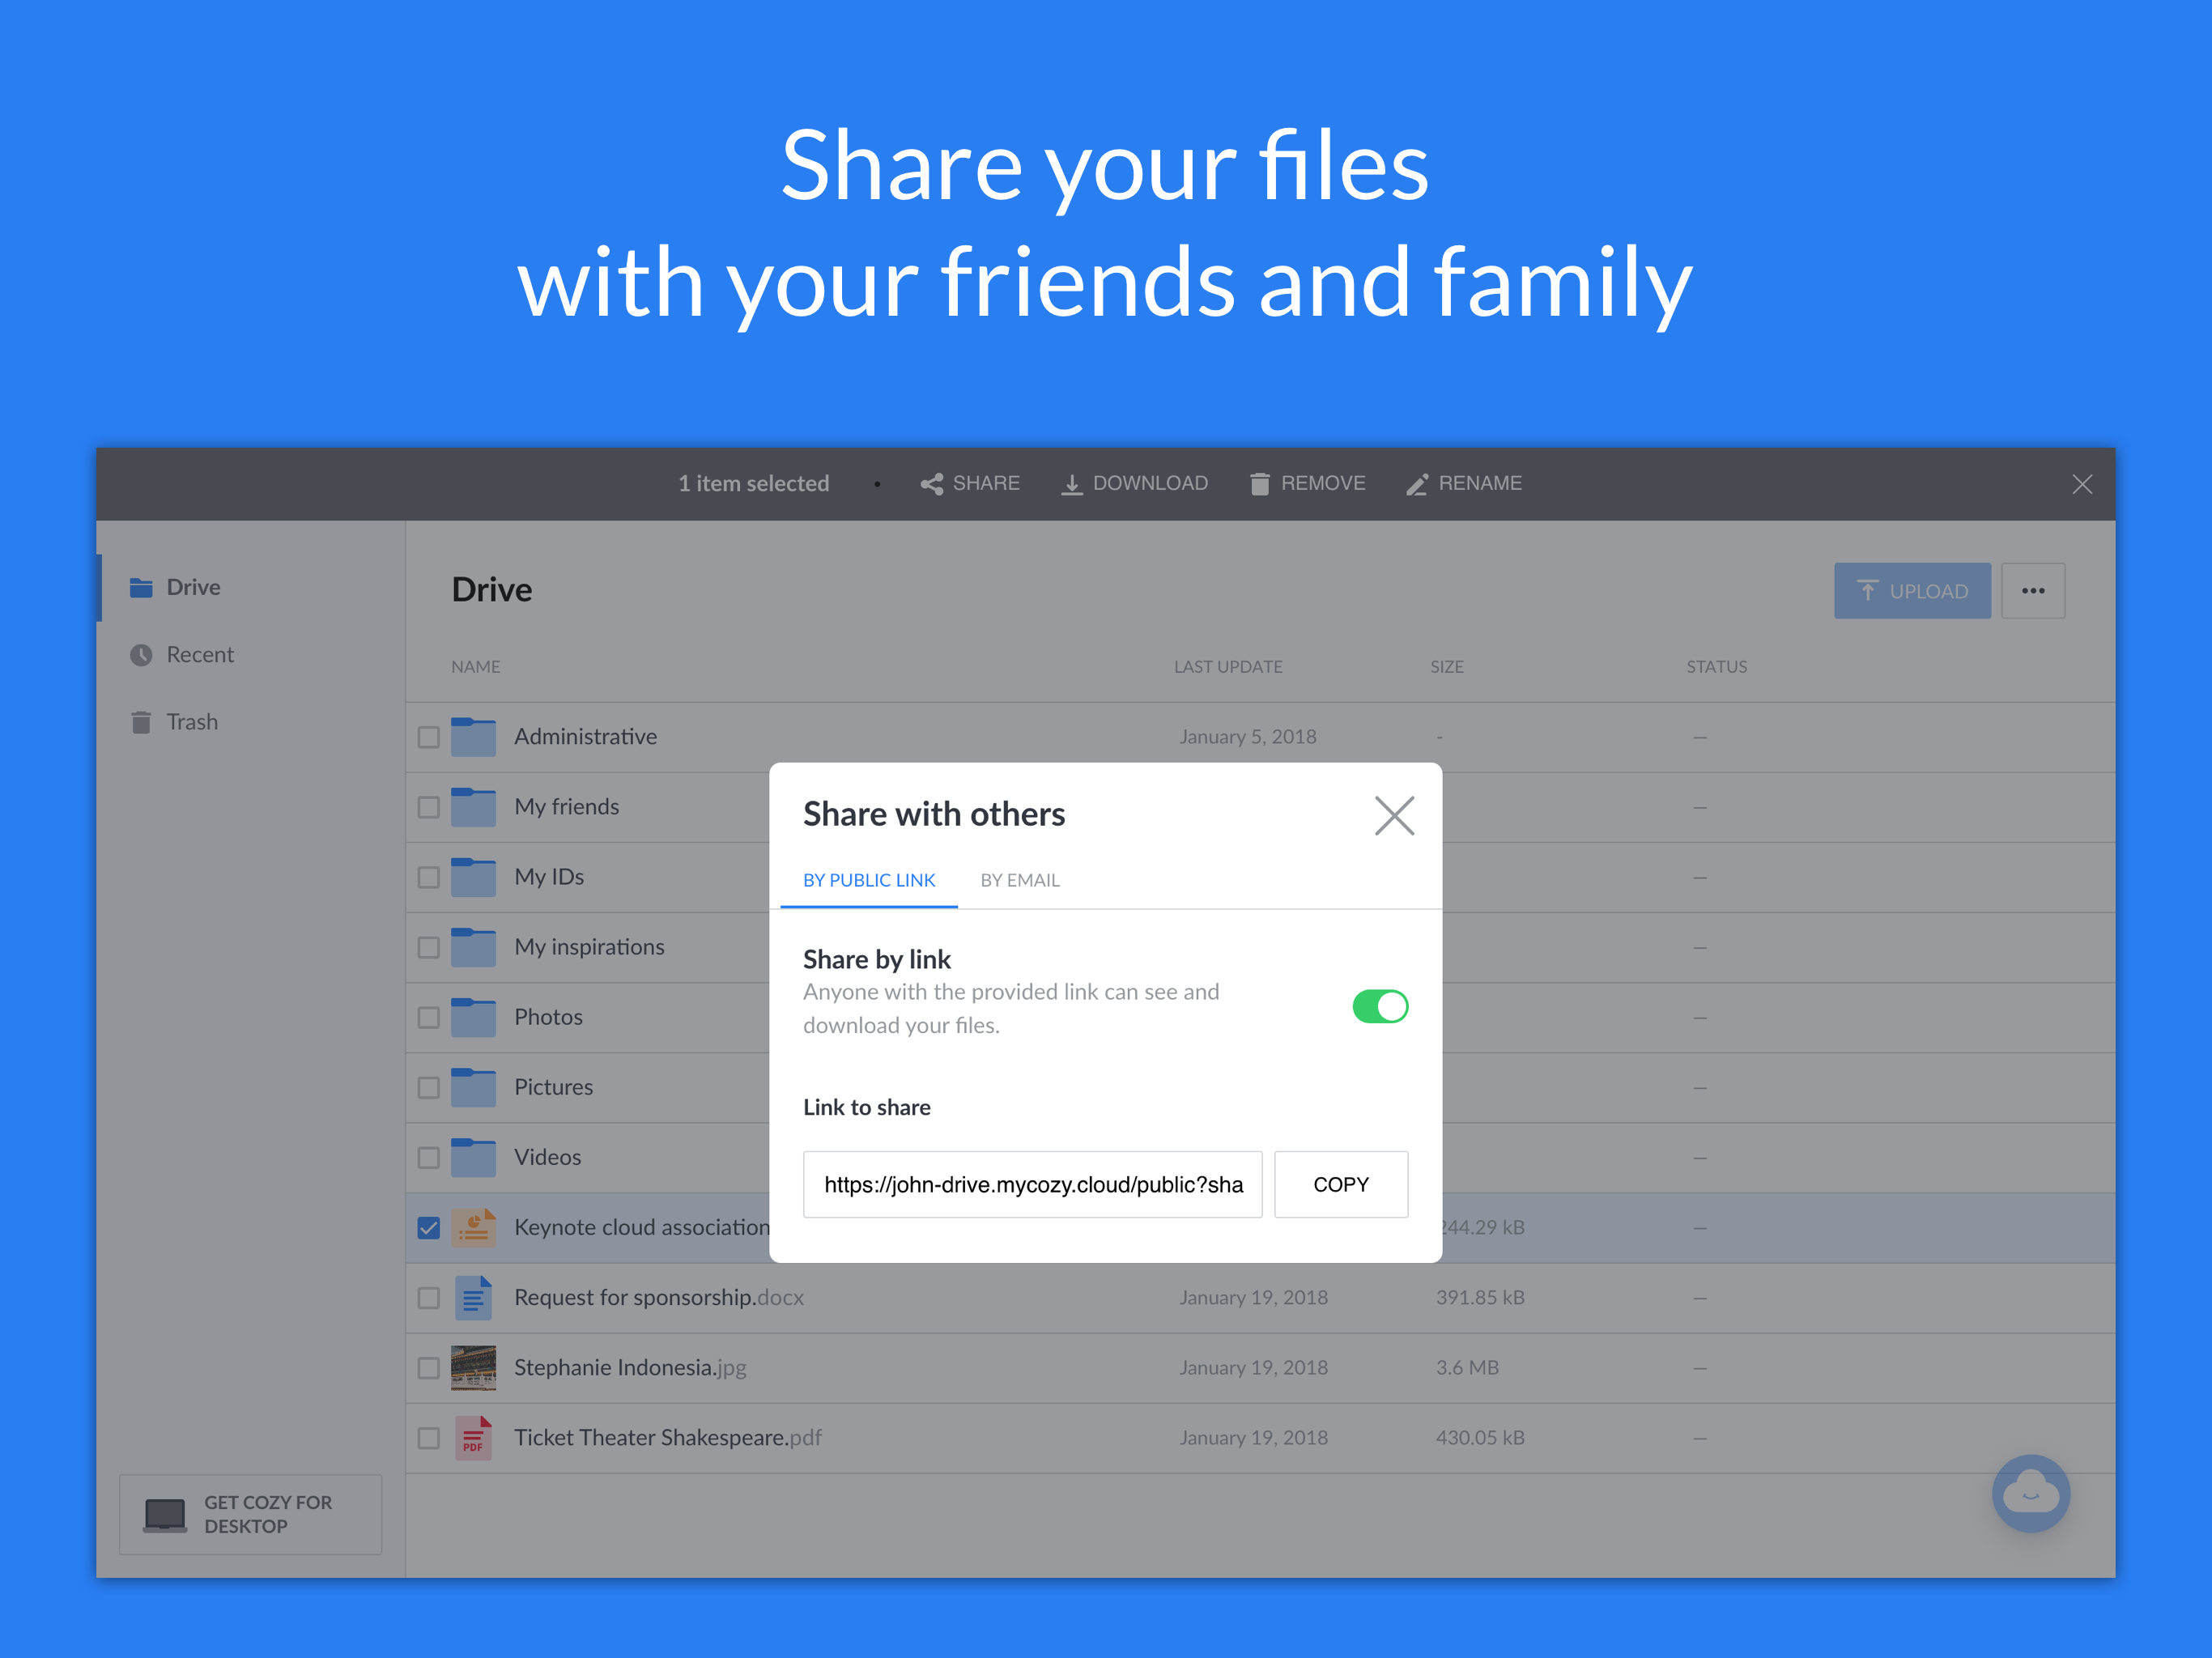 Share your files
with your friends and family
1 item selected • SHARE DOWNLOAD REMOVE RENAME
Drive
Recent
Trash
GET COZY FOR
DESKTOP
Drive
UPLOAD
NAME LAST UPDATE SIZE STATUS
Administrative January 5, 2018 - —
My friends —
My IDs —
My inspirations —
Photos —
Pictures —
Videos —
Keynote cloud association 244.29 kB —
Request for sponsorship.docx January 19, 2018 391.85 kB —
Stephanie Indonesia.jpg January 19, 2018 3.6 MB —
PDF Ticket Theater Shakespeare.pdf January 19, 2018 430.05 kB —
Share with others
BY PUBLIC LINK BY EMAIL
Share by link
Anyone with the provided link can see and
download your files.
Link to share
https://john-drive.mycozy.cloud/public?sha COPY